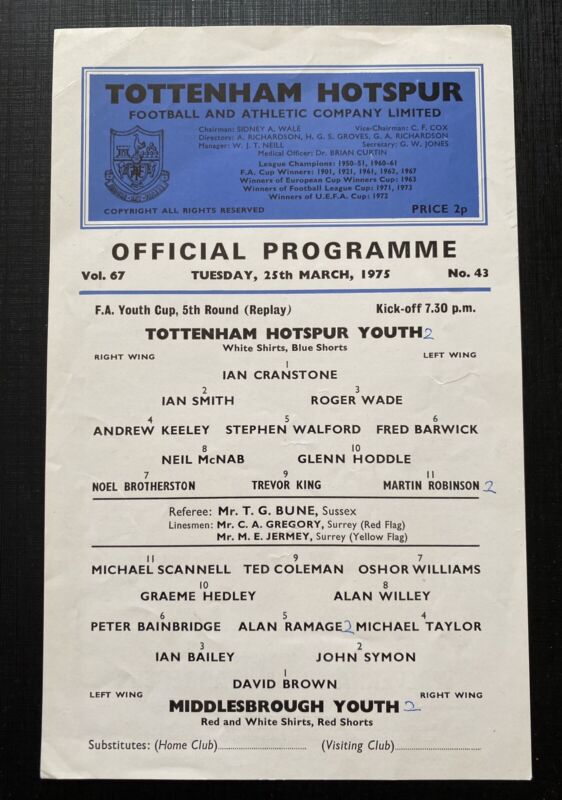 TOTTENHAM HOTSPUR
FOOTBALL AND ATHLETIC COMPANY LIMITED
Chairman: SIDNEY A. WALE Vice-Chairman: C. F. COX
Directors: A. RICHARDSON, H. G. S. GROVES, G. A. RICHARDSON
Manager: W. J. T. NEILL Secretary: G. W. JONES
Medical Officer: Dr. BRIAN CURTIN
League Champions: 1950-51, 1960-61
F.A. Cup Winners: 1901, 1921, 1961, 1962, 1967
Winners of European Cup Winners Cup: 1963
Winners of Football League Cup: 1971, 1973
Winners of U.E.F.A. Cup: 1972
COPYRIGHT ALL RIGHTS RESERVED PRICE 2p
OFFICIAL PROGRAMME
Vol. 67 TUESDAY, 25th MARCH, 1975 No. 43
F.A. Youth Cup, 5th Round (Replay) Kick-off 7.30 p.m.
TOTTENHAM HOTSPUR YOUTH 2
White Shirts, Blue Shorts
RIGHT WING LEFT WING
1
IAN CRANSTONE
2 3
IAN SMITH ROGER WADE
4 5 6
ANDREW KEELEY STEPHEN WALFORD FRED BARWICK
8 10
NEIL McNAB GLENN HODDLE
7 9 11
NOEL BROTHERSTON TREVOR KING MARTIN ROBINSON 2
Referee: Mr. T. G. BUNE, Sussex
Linesmen: Mr. C. A. GREGORY, Surrey (Red Flag)
Mr. M. E. JERMEY, Surrey (Yellow Flag)
11 9 7
MICHAEL SCANNELL TED COLEMAN OSHOR WILLIAMS
10 8
GRAEME HEDLEY ALAN WILLEY
6 5 4
PETER BAINBRIDGE ALAN RAMAGE 2 MICHAEL TAYLOR
3 2
IAN BAILEY JOHN SYMON
1
DAVID BROWN
LEFT WING RIGHT WING
MIDDLESBROUGH YOUTH 2
Red and White Shirts, Red Shorts
Substitutes: (Home Club).................... (Visiting Club)....................